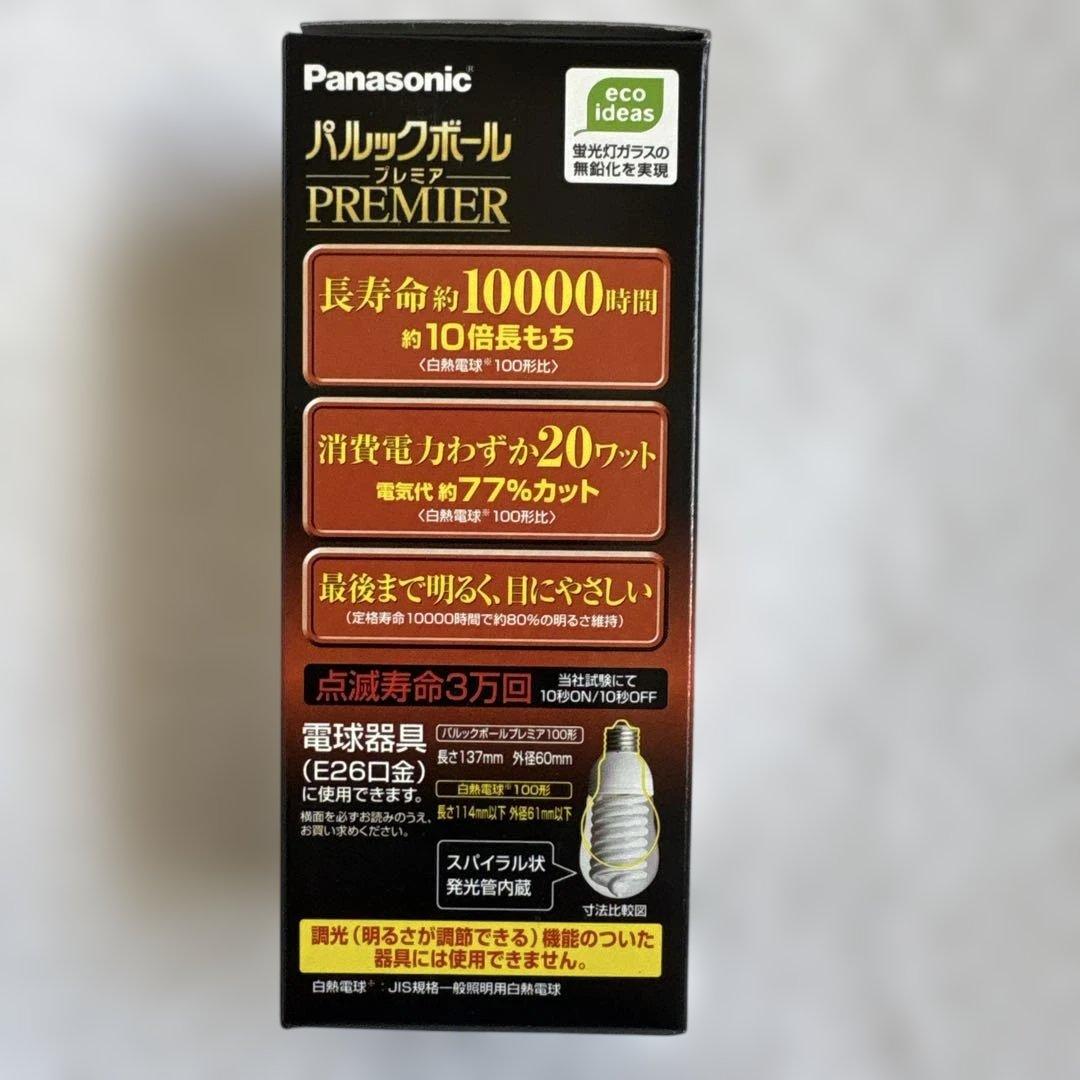 Panasonic®
eco
ideas
蛍光灯ガラスの
無鉛化を実現
パルックボール
プレミア
PREMIER
長寿命約10000時間
約10倍長もち
〈白熱電球※100形比〉
消費電力わずか20ワット
電気代 約77%カット
〈白熱電球※100形比〉
最後まで明るく、目にやさしい
(定格寿命10000時間で約80%の明るさ維持)
点滅寿命3万回
当社試験にて
10秒ON/10秒OFF
電球器具
(E26口金)
に使用できます。
横面を必ずお読みのうえ、
お買い求めください。
パルックボールプレミア100形
長さ137mm 外径60mm
白熱電球※100形
長さ114mm以下 外径61mm以下
スパイラル状
発光管内蔵
寸法比較図
調光(明るさが調節できる)機能のついた
器具には使用できません。
白熱電球※:JIS規格一般照明用白熱電球